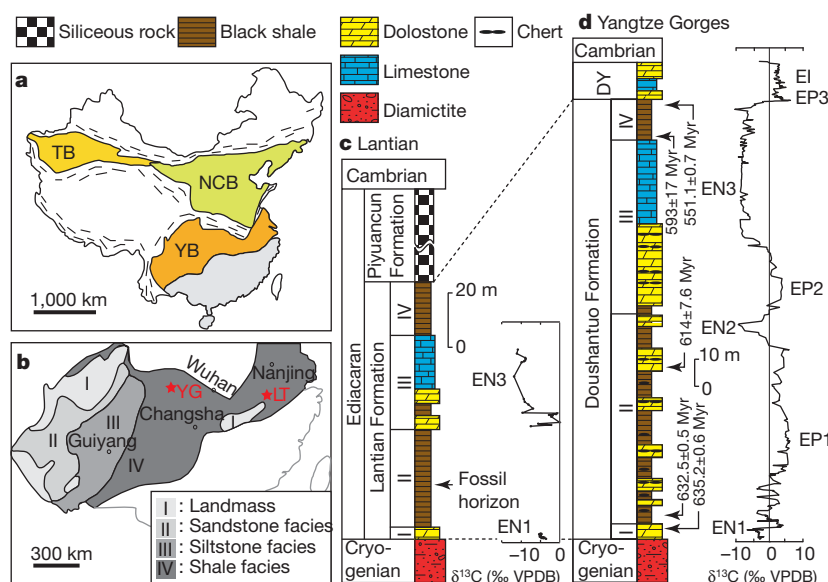 Siliceous rock
Black shale
Dolostone
Chert
Limestone
Diamictite
a
TB
NCB
YB
1,000 km
b
I
II
III
IV
I
Guiyang
Changsha
Wuhan
Nanjing
YG
LT
I : Landmass
II : Sandstone facies
III : Siltstone facies
IV : Shale facies
300 km
c Lantian
Cambrian
Piyuancun
Formation
Ediacaran
Lantian Formation
IV
III
II
I
Cryo-
genian
20 m
0
EN3
Fossil
horizon
EN1
−10 0
δ13C (‰ VPDB)
d Yangtze Gorges
Cambrian
DY
Doushantuo Formation
IV
III
II
I
Cryo-
genian
593±17 Myr
551.1±0.7 Myr
614±7.6 Myr
10 m
0
632.5±0.5 Myr
635.2±0.6 Myr
EI
EP3
EN3
EP2
EN2
EP1
EN1
−10 0 10
δ13C (‰ VPDB)